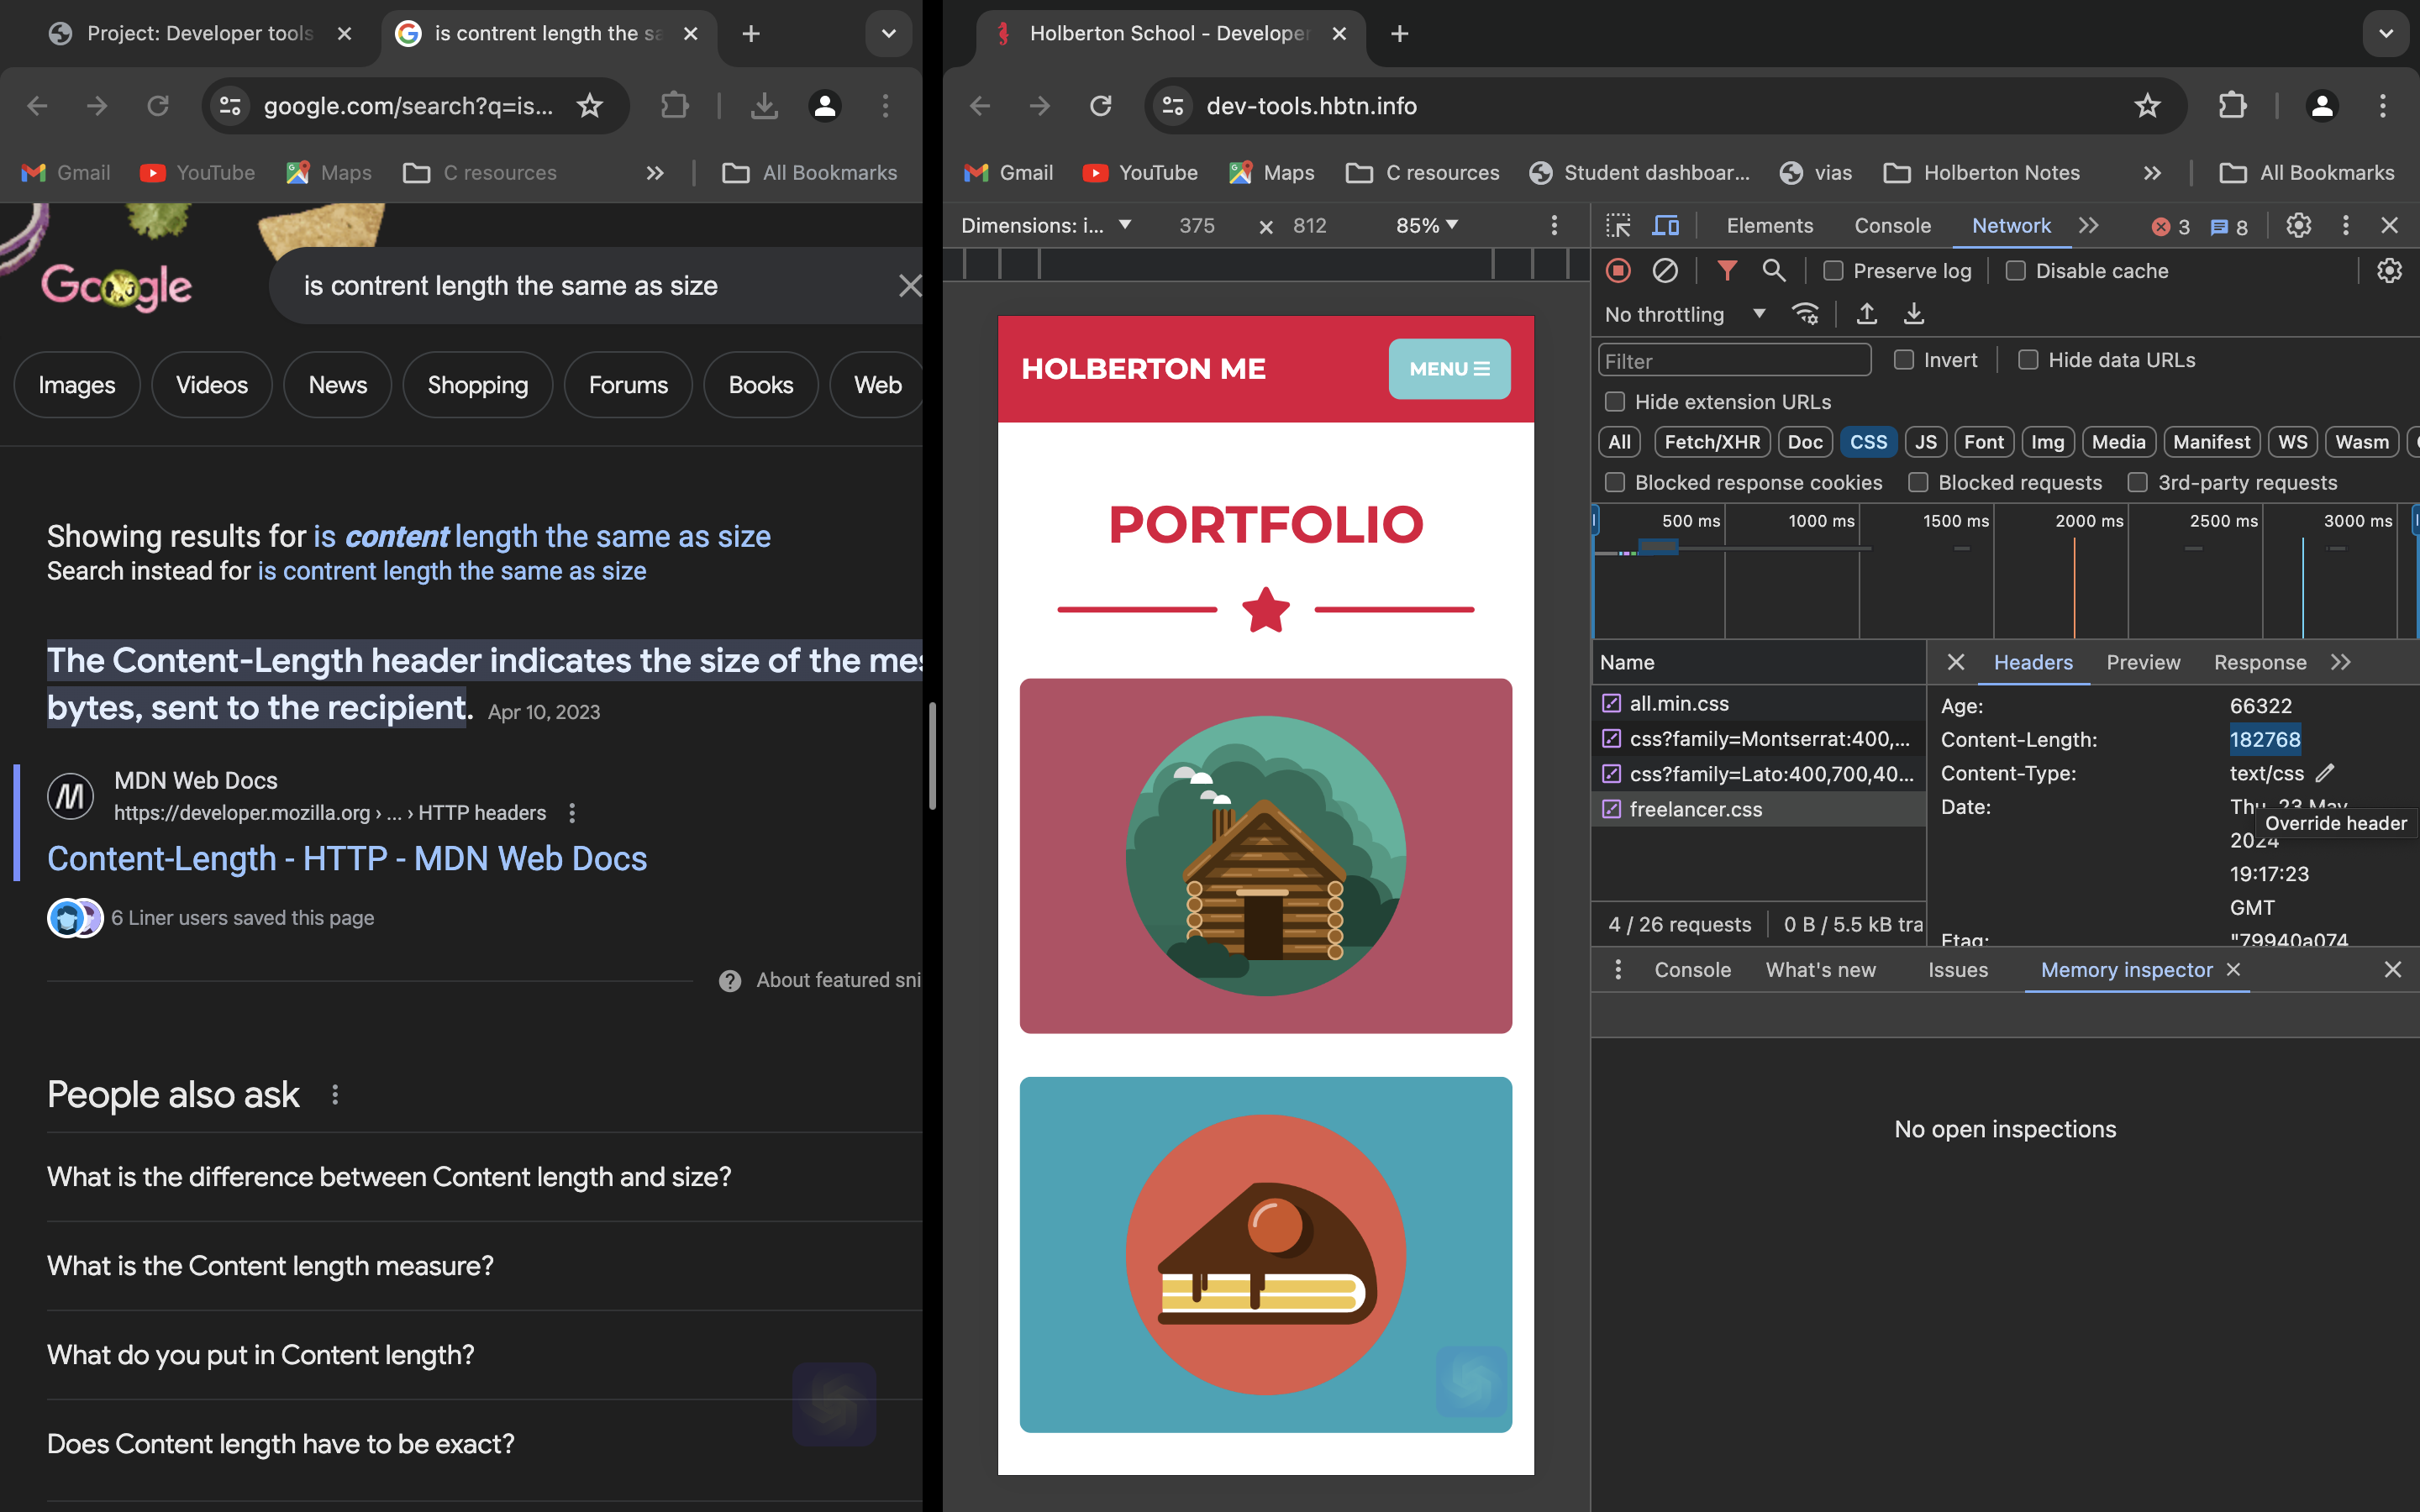 Project: Developer tools
is contrent length the sa
google.com/search?q=is...
Gmail
YouTube
Maps
C resources
All Bookmarks
Google
is contrent length the same as size
Images
Videos
News
Shopping
Forums
Books
Web
Showing results for is content length the same as size
Search instead for is contrent length the same as size
The Content-Length header indicates the size of the mes
bytes, sent to the recipient. Apr 10, 2023
MDN Web Docs
https://developer.mozilla.org › ... › HTTP headers
Content-Length - HTTP - MDN Web Docs
6 Liner users saved this page
About featured sni
People also ask
What is the difference between Content length and size?
What is the Content length measure?
What do you put in Content length?
Does Content length have to be exact?
Holberton School - Developer
dev-tools.hbtn.info
Gmail
YouTube
Maps
C resources
Student dashboar...
vias
Holberton Notes
All Bookmarks
Dimensions: i...
375
×
812
85%
HOLBERTON ME
MENU
PORTFOLIO
Elements
Console
Network
3
8
Preserve log
Disable cache
No throttling
Filter
Invert
Hide data URLs
Hide extension URLs
All
Fetch/XHR
Doc
CSS
JS
Font
Img
Media
Manifest
WS
Wasm
Blocked response cookies
Blocked requests
3rd-party requests
500 ms
1000 ms
1500 ms
2000 ms
2500 ms
3000 ms
Name
all.min.css
css?family=Montserrat:400,...
css?family=Lato:400,700,40...
freelancer.css
4 / 26 requests
0 B / 5.5 kB tra
Headers
Preview
Response
Age: 66322
Content-Length: 182768
Content-Type: text/css
Date: Thu, 23 May
2024
19:17:23
GMT
Override header
Etag: "79940a074
Console
What's new
Issues
Memory inspector
No open inspections